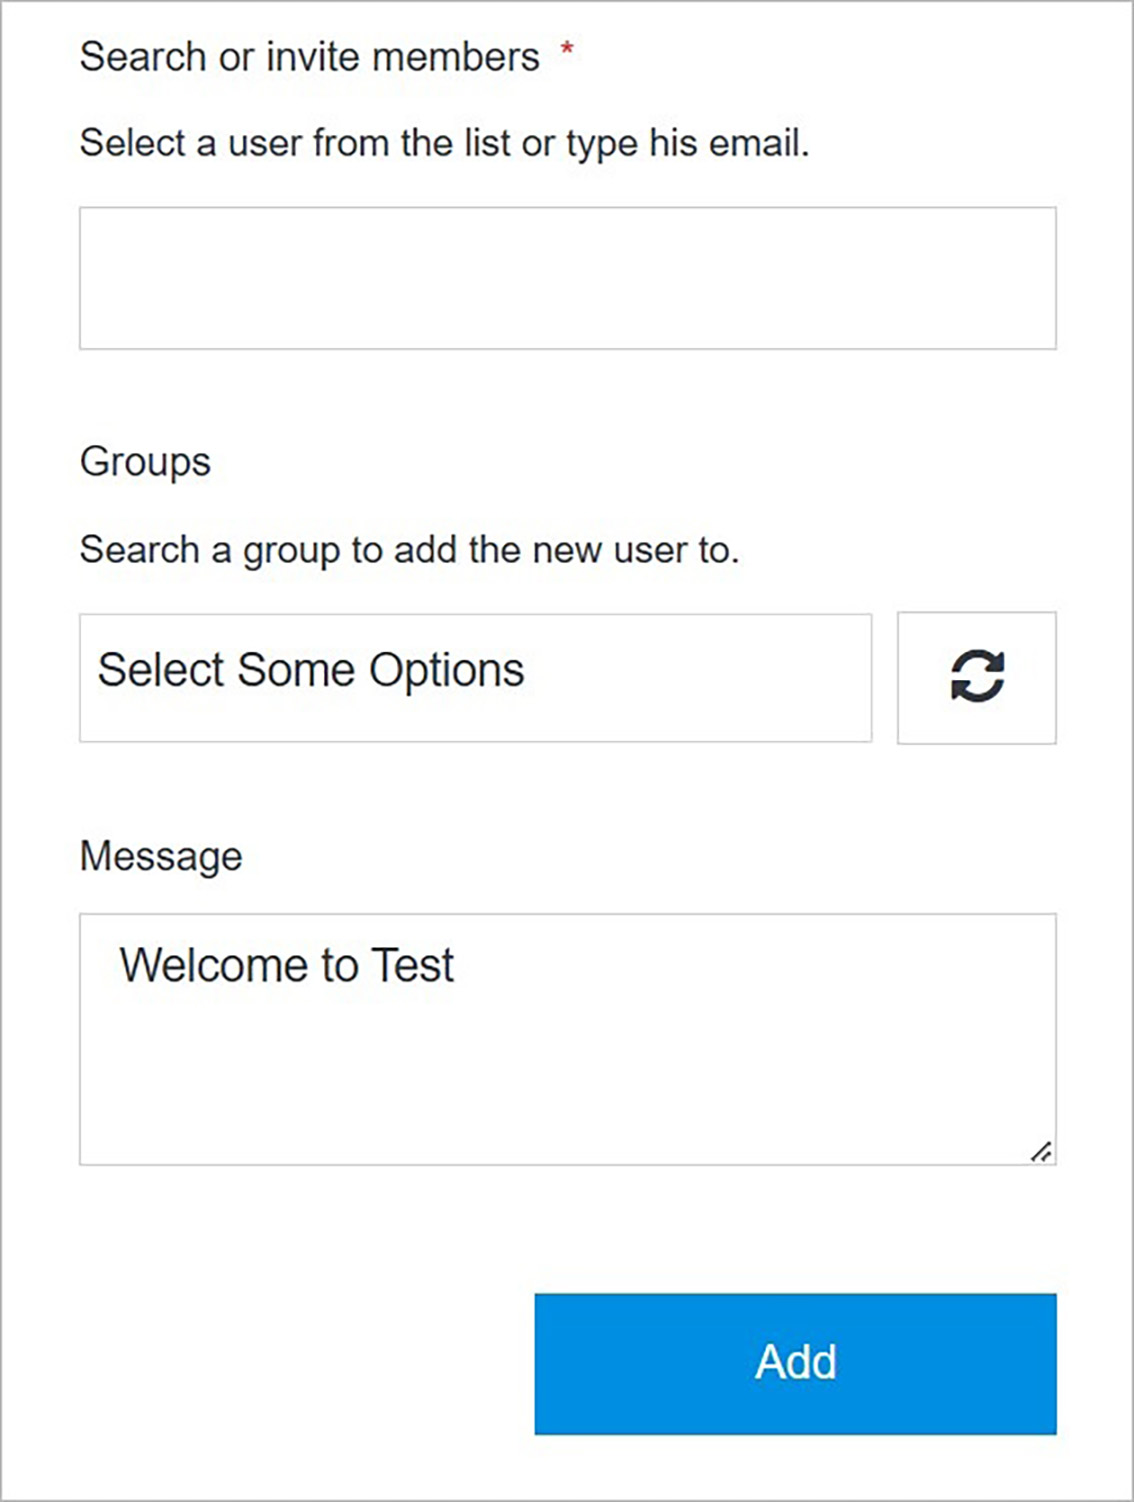 Search or invite members *
Select a user from the list or type his email.
Groups
Search a group to add the new user to.
Select Some Options
Message
Welcome to Test
Add